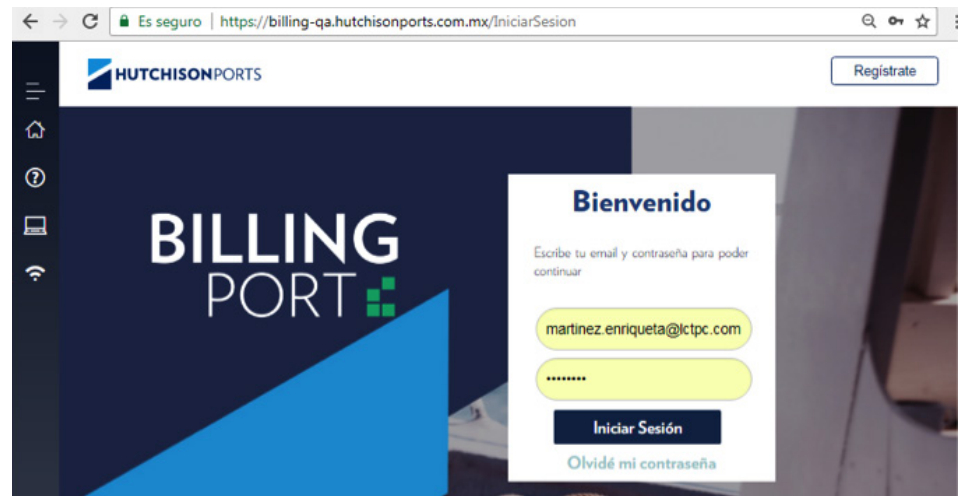 Es seguro | https://billing-qa.hutchisonports.com.mx/IniciarSesion
HUTCHISONPORTS
Regístrate
BILLING
PORT
Bienvenido
Escribe tu email y contraseña para poder
continuar
martinez.enriqueta@lctpc.com
••••••••
Iniciar Sesión
Olvidé mi contraseña